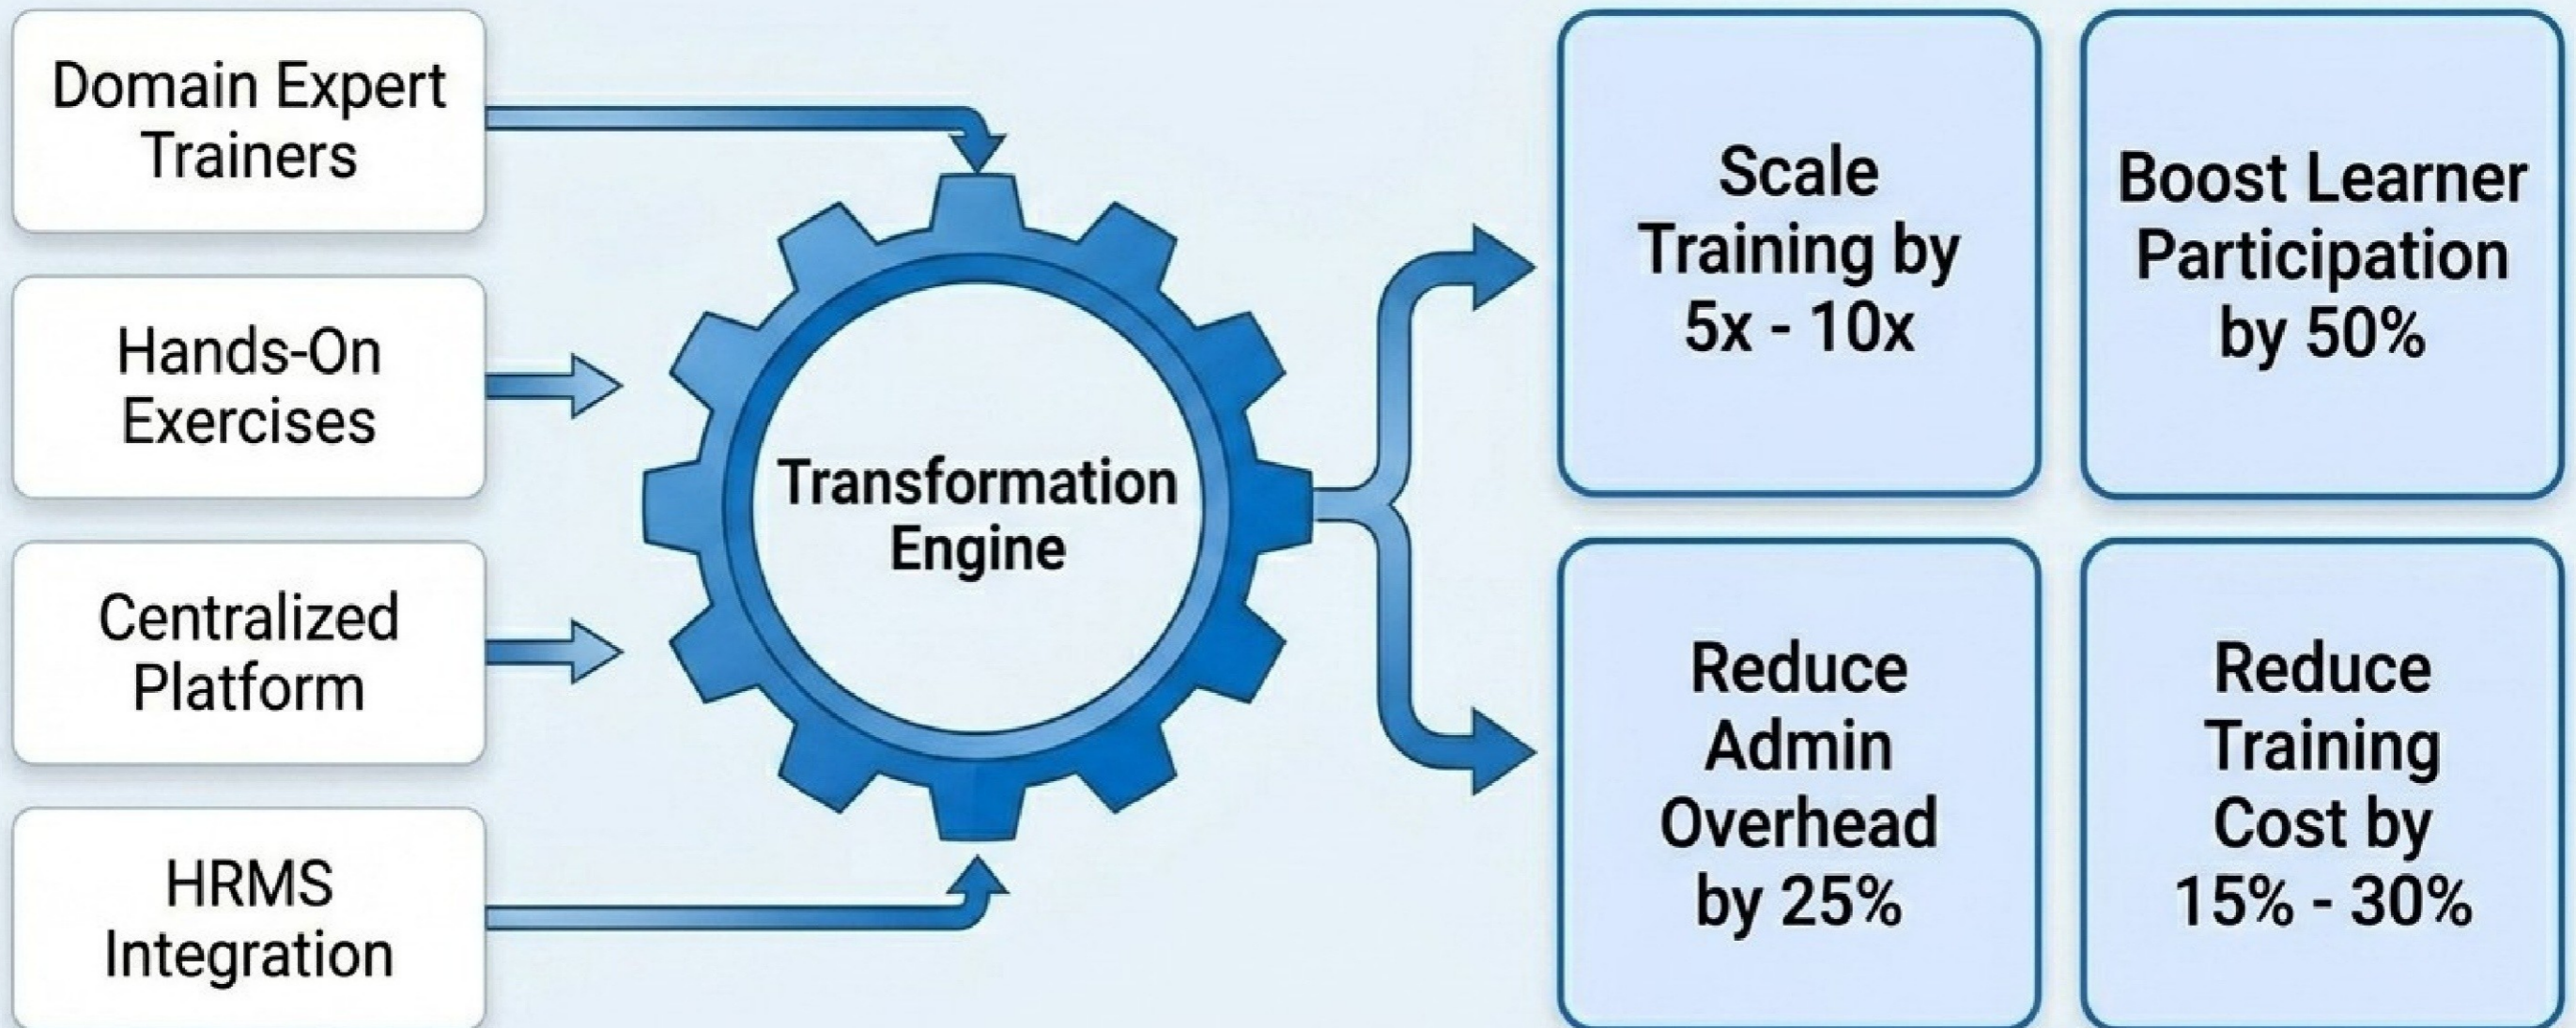 Domain Expert
Trainers
Hands-On
Exercises
Centralized
Platform
HRMS
Integration
Transformation
Engine
Scale
Training by
5x - 10x
Boost Learner
Participation
by 50%
Reduce
Admin
Overhead
by 25%
Reduce
Training
Cost by
15% - 30%